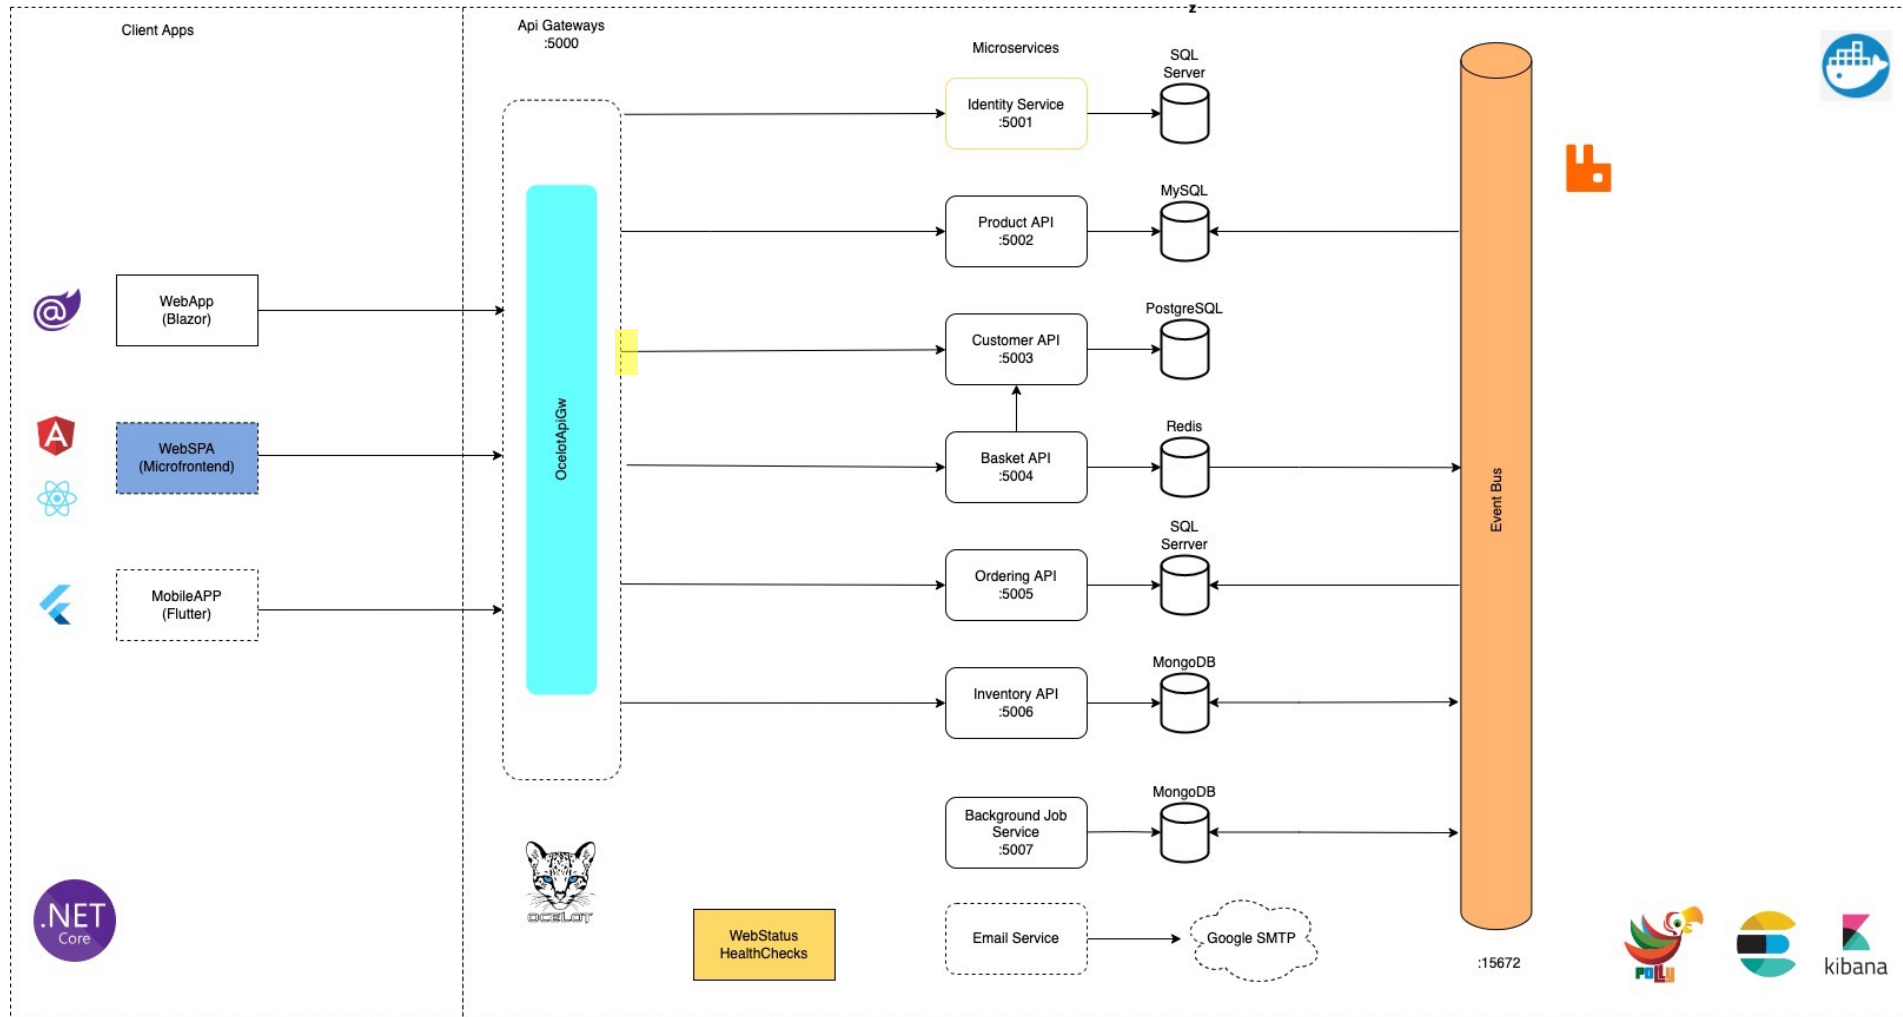 z
Client Apps
Api Gateways
:5000
Microservices
SQL
Server
Identity Service
:5001
MySQL
Product API
:5002
WebApp
(Blazor)
PostgreSQL
Customer API
:5003
OcelotApiGw
WebSPA
(Microfrontend)
Redis
Basket API
:5004
Event Bus
SQL
Serrver
Ordering API
:5005
MobileAPP
(Flutter)
MongoDB
Inventory API
:5006
MongoDB
Background Job
Service
:5007
OCELOT
.NET
Core
WebStatus
HealthChecks
Email Service
Google SMTP
:15672
POLLY
kibana